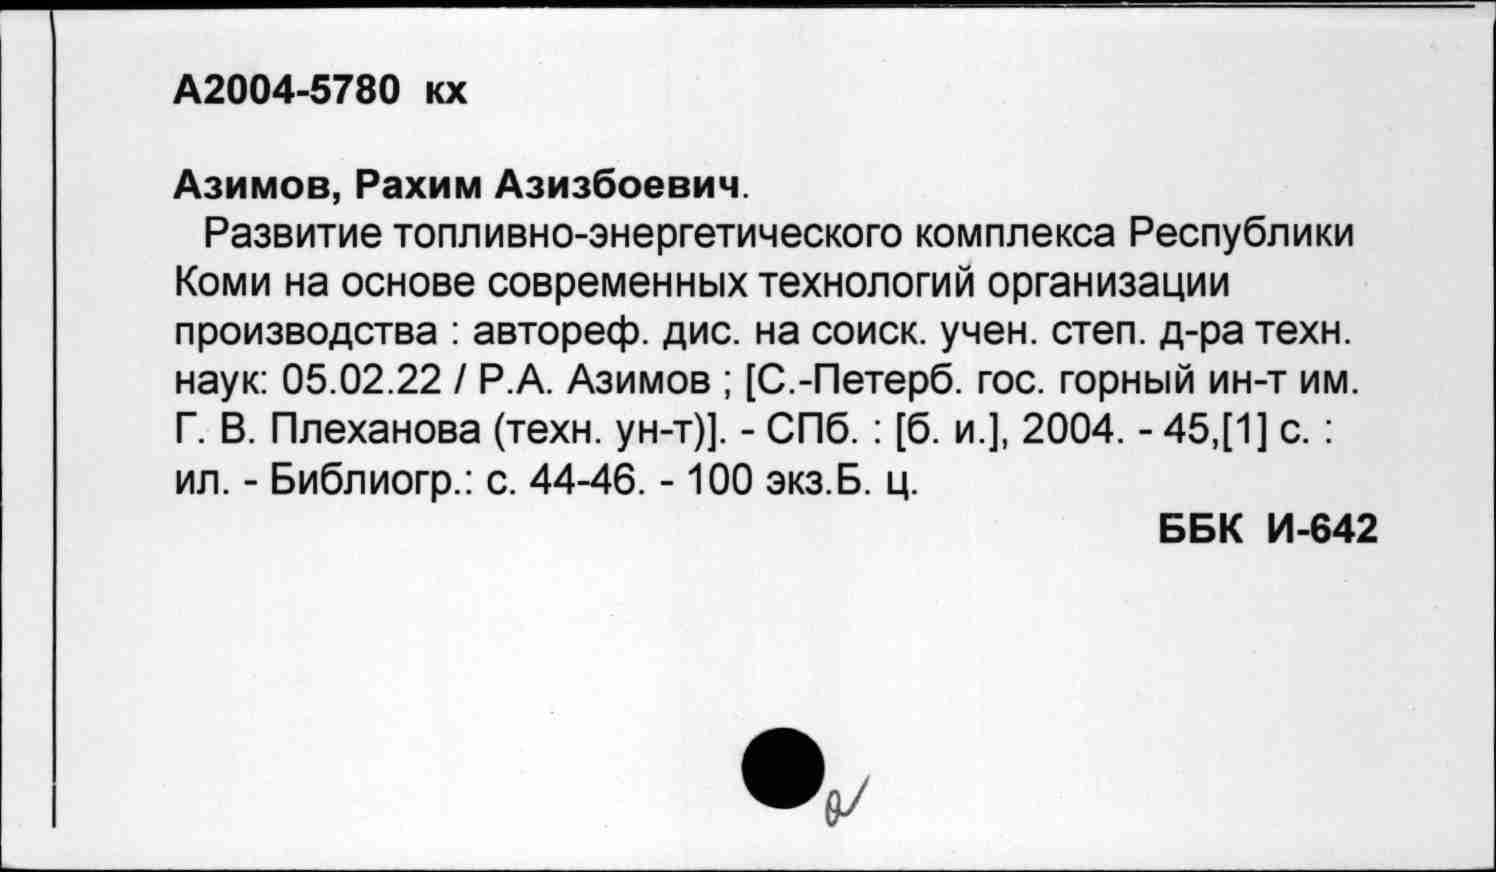 А2004-5780 кх
Азимов, Рахим Азизбоевич.
Развитие топливно-энергетического комплекса Республики
Коми на основе современных технологий организации
производства : автореф. дис. на соиск. учен. степ. д-ра техн.
наук: 05.02.22 / Р.А. Азимов ; [С.-Петерб. гос. горный ин-т им.
Г. В. Плеханова (техн. ун-т)]. - СПб. : [б. и.], 2004. - 45,[1] с. :
ил. - Библиогр.: с. 44-46. - 100 экз.Б. ц.
ББК И-642